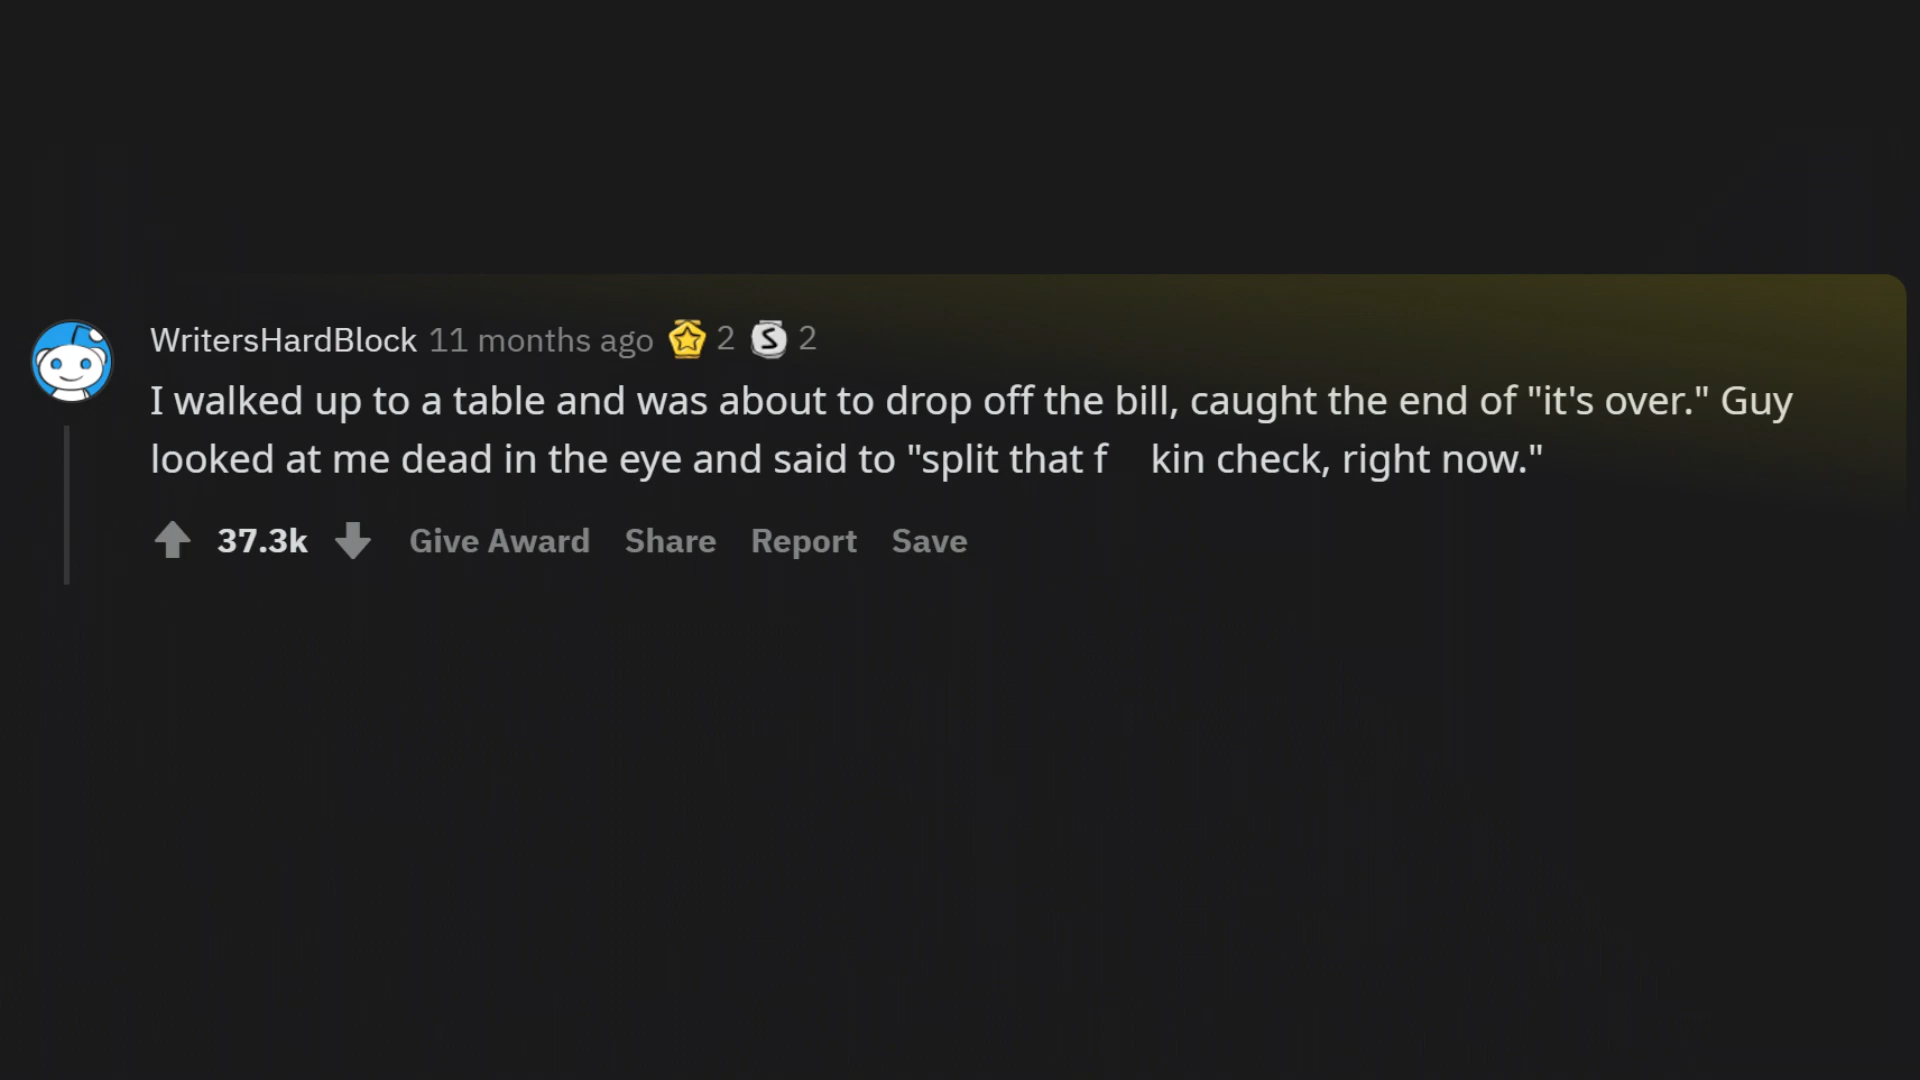 WritersHardBlock 11 months ago 2 S 2
I walked up to a table and was about to drop off the bill, caught the end of "it's over." Guy
looked at me dead in the eye and said to "split that f kin check, right now."
37.3k Give Award Share Report Save